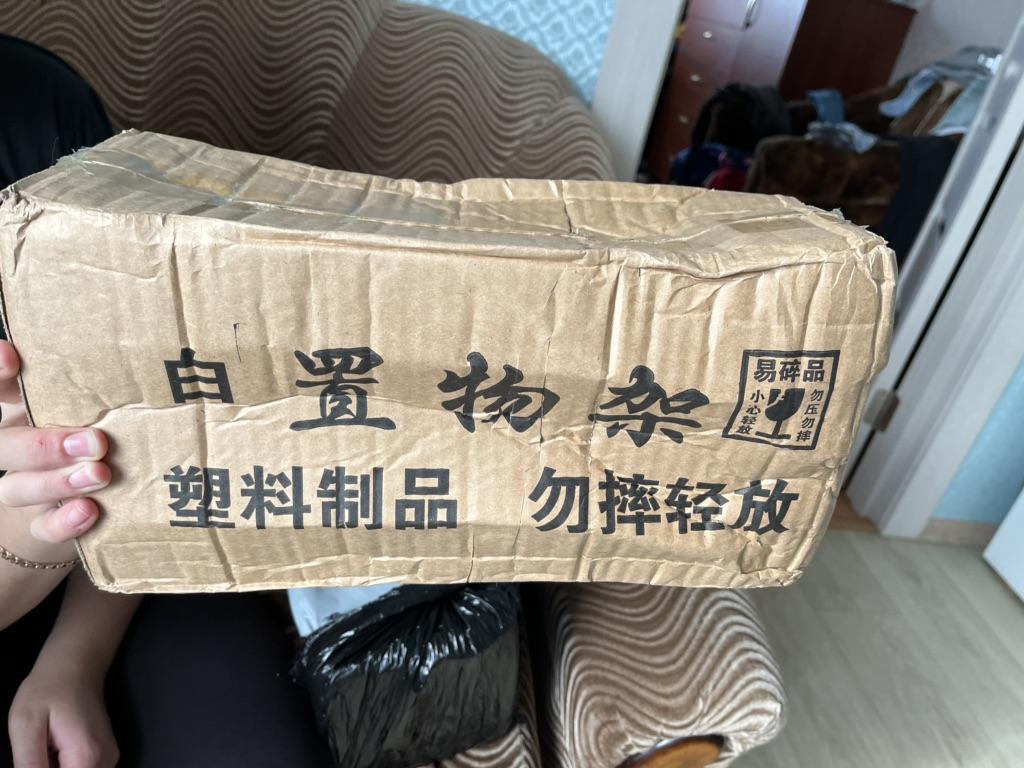 白 置物架
易碎品
小心轻放
勿压勿摔
塑料制品 勿摔轻放